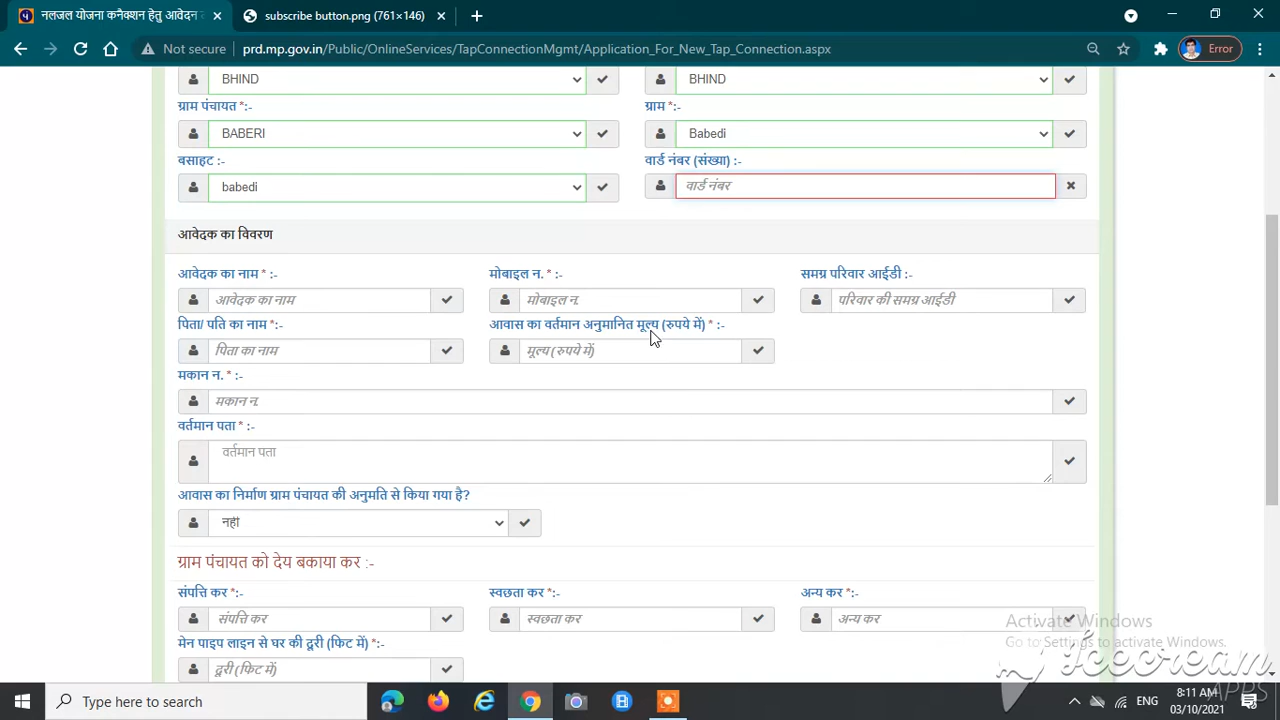 नलजल योजना कनैक्शन हेतु आवेदन
subscribe button.png (761×146)
Not secure
prd.mp.gov.in/Public/OnlineServices/TapConnectionMgmt/Application_For_New_Tap_Connection.aspx
Error
BHIND
BHIND
ग्राम पंचायत *:-
ग्राम *:-
BABERI
Babedi
वसाहट :-
वार्ड नंबर (संख्या) :-
babedi
वार्ड नंबर
आवेदक का विवरण
आवेदक का नाम * :-
मोबाइल न. * :-
समग्र परिवार आईडी :-
आवेदक का नाम
मोबाइल न.
परिवार की समग्र आईडी
पिता/ पति का नाम *:-
आवास का वर्तमान अनुमानित मूल्य (रुपये में) * :-
पिता का नाम
मूल्य ( रुपये में)
मकान न. * :-
मकान न.
वर्तमान पता * :-
वर्तमान पता
आवास का निर्माण ग्राम पंचायत की अनुमति से किया गया है?
नही
ग्राम पंचायत को देय बकाया कर :-
संपत्ति कर *:-
स्वछता कर *:-
अन्य कर *:-
संपत्ति कर
स्वछता कर
अन्य कर
Activate Windows
Go to Settings to activate Windows.
मेन पाइप लाइन से घर की दूरी (फिट में) *:-
दूरी (फिट में)
Icecream
APPS
Type here to search
ENG
8:11 AM
03/10/2021